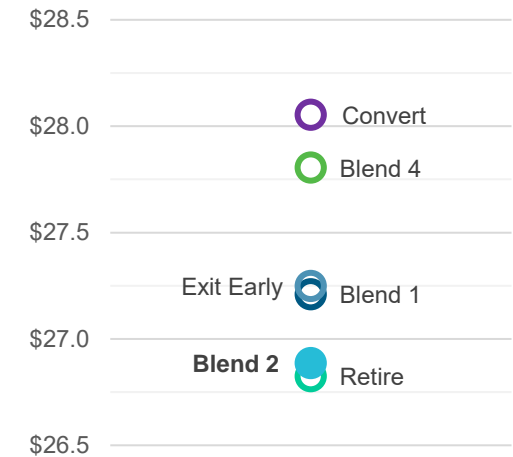 $28.5
Convert
$28.0
Blend 4
$27.5
Exit Early
Blend 1
$27.0
Blend 2
Retire
$26.5